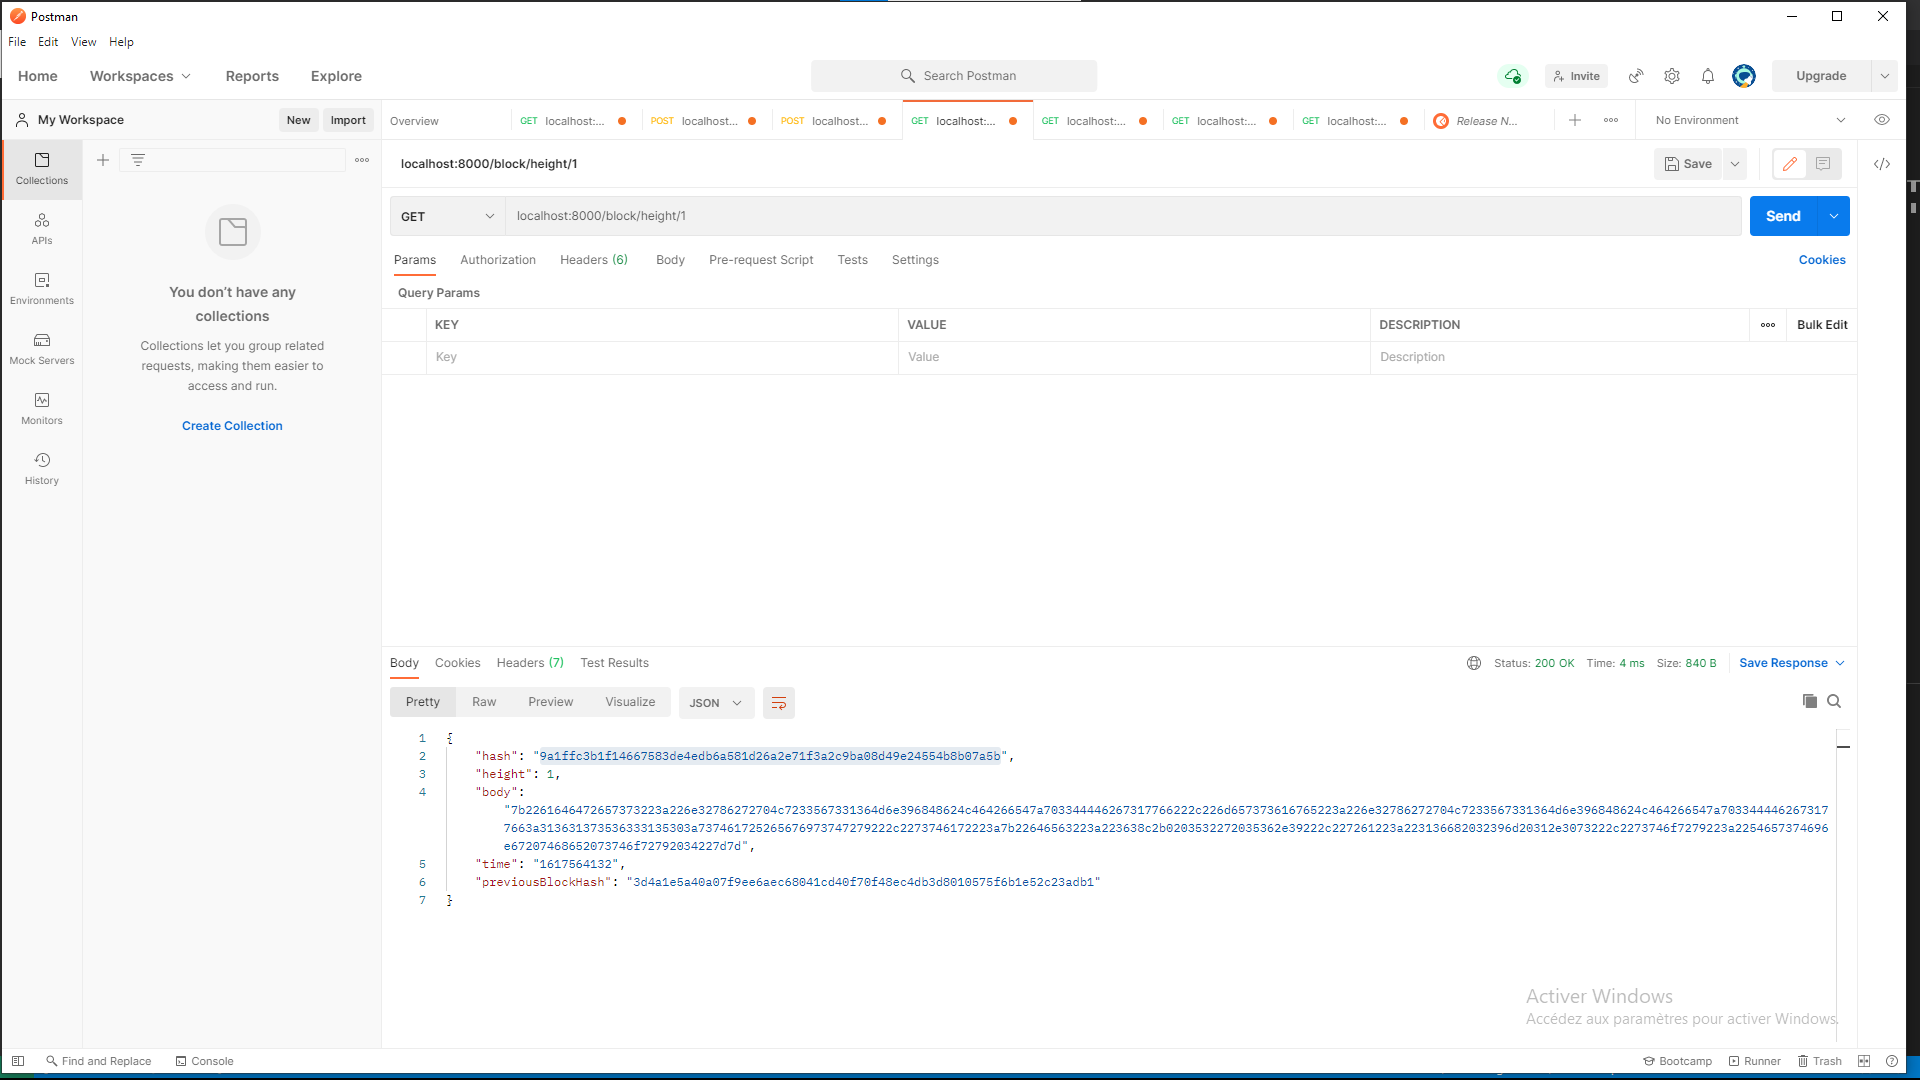 Postman
File Edit View Help
Home Workspaces Reports Explore Search Postman Invite Upgrade
My Workspace New Import
Overview GET localhost:... POST localhost... POST localhost... GET localhost:... GET localhost:... GET localhost:... GET localhost:... Release N... No Environment
Collections
APIs
Environments
Mock Servers
Monitors
History
You don't have any
collections
Collections let you group related
requests, making them easier to
access and run.
Create Collection
localhost:8000/block/height/1 Save
GET localhost:8000/block/height/1 Send
Params Authorization Headers (6) Body Pre-request Script Tests Settings Cookies
Query Params
KEY VALUE DESCRIPTION Bulk Edit
Key Value Description
Body Cookies Headers (7) Test Results Status: 200 OK Time: 4 ms Size: 840 B Save Response
Pretty Raw Preview Visualize JSON
1 {
2 "hash": "9a1ffc3b1f14667583de4edb6a581d26a2e71f3a2c9ba08d49e24554b8b07a5b",
3 "height": 1,
4 "body":
"7b2261646472657373223a226e32786272704c7233567331364d6e396848624c464266547a703344446267317766222c226d657373616765223a226e32786272704c7233567331364d6e396848624c464266547a7033444462673177
7663a313631373536333135303a737461725265676973747279222c2273746172223a7b22646563223a223638c2b0203532272035362e39222c227261223a223136682032396d20312e3073222c2273746f7279223a2254657374696
e67207468652073746f72792034227d7d",
5 "time": "1617564132",
6 "previousBlockHash": "3d4a1e5a40a07f9ee6aec68041cd40f70f48ec4db3d8010575f6b1e52c23adb1"
7 }
Activer Windows
Accédez aux paramètres pour activer Windows.
Find and Replace Console Bootcamp Runner Trash